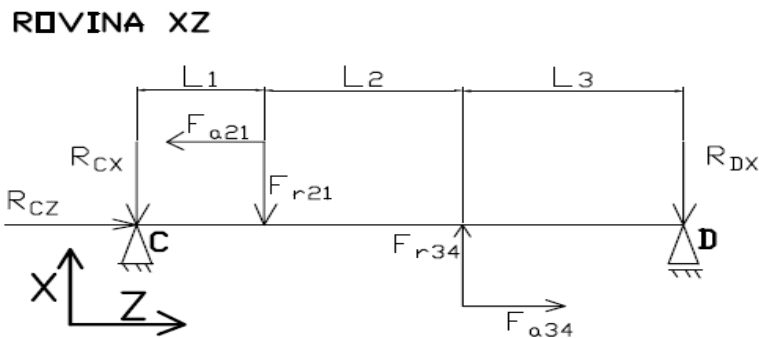 ROVINA XZ
L1 L2 L3
Fa21
RCX RDX
Fr21
RCZ
C D
Fr34
X Z
Fa34